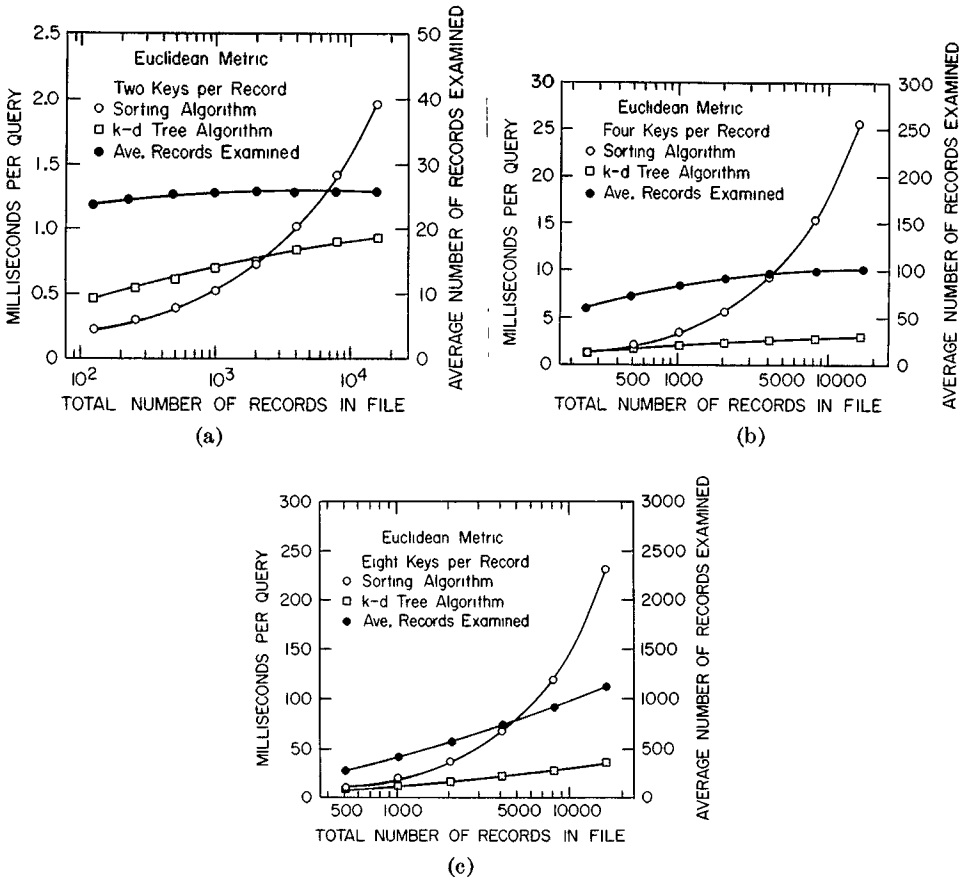 2.5
2.0
1.5
1.0
0.5
0
50
40
30
20
10
0
Euclidean Metric
Two Keys per Record
Sorting Algorithm
k-d Tree Algorithm
Ave. Records Examined
MILLISECONDS PER QUERY
AVERAGE NUMBER OF RECORDS EXAMINED
10²
10³
10⁴
TOTAL NUMBER OF RECORDS IN FILE
(a)
30
25
20
15
10
5
0
300
250
200
150
100
50
0
Euclidean Metric
Four Keys per Record
Sorting Algorithm
k-d Tree Algorithm
Ave. Records Examined
MILLISECONDS PER QUERY
AVERAGE NUMBER OF RECORDS EXAMINED
500 1000 5000 10000
TOTAL NUMBER OF RECORDS IN FILE
(b)
300
250
200
150
100
50
0
3000
2500
2000
1500
1000
500
0
Euclidean Metric
Eight Keys per Record
Sorting Algorithm
k-d Tree Algorithm
Ave. Records Examined
MILLISECONDS PER QUERY
AVERAGE NUMBER OF RECORDS EXAMINED
500 1000 5000 10000
TOTAL NUMBER OF RECORDS IN FILE
(c)